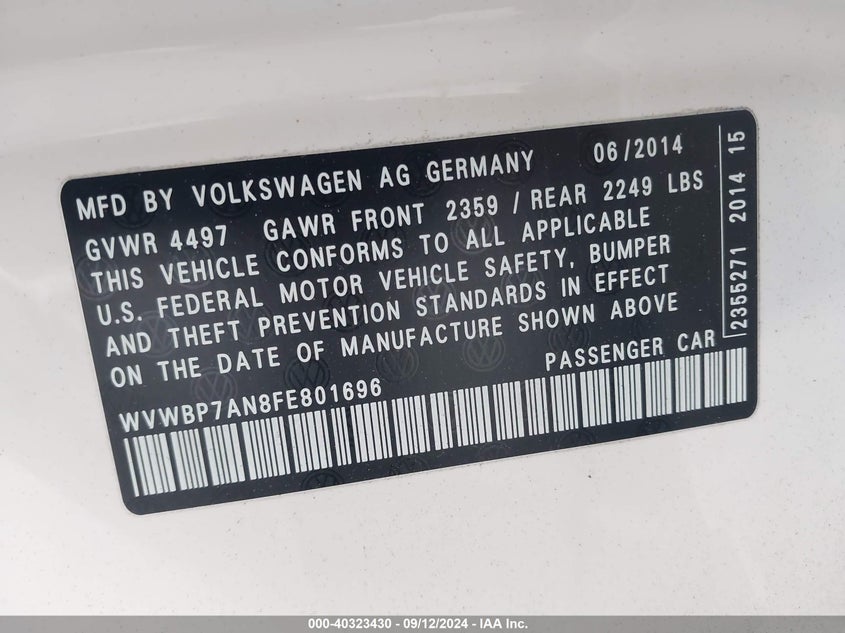 MFD BY VOLKSWAGEN AG GERMANY 06/2014
GVWR 4497 GAWR FRONT 2359 / REAR 2249 LBS
THIS VEHICLE CONFORMS TO ALL APPLICABLE
U.S. FEDERAL MOTOR VEHICLE SAFETY, BUMPER
AND THEFT PREVENTION STANDARDS IN EFFECT
ON THE DATE OF MANUFACTURE SHOWN ABOVE
PASSENGER CAR
WVWBP7AN8FE801696
2355271 2014 15
000-40323430 - 09/12/2024 - IAA Inc.